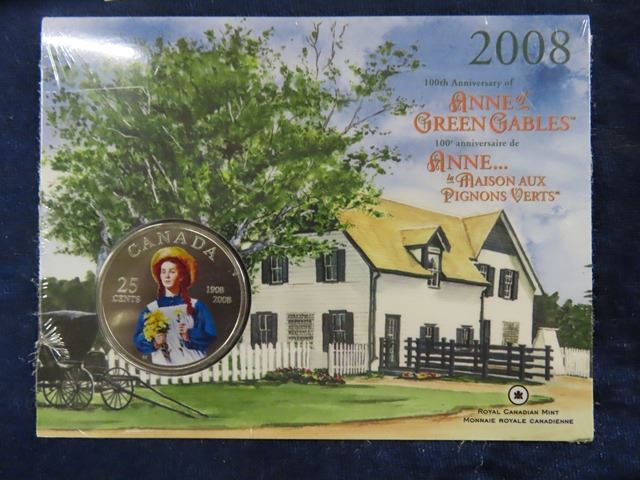 2008
100th Anniversary of
ANNE of
GREEN GABLES™
100e anniversaire de
ANNE...
la MAISON AUX
PIGNONS VERTS™
CANADA
25
CENTS
1908
2008
ROYAL CANADIAN MINT
MONNAIE ROYALE CANADIENNE